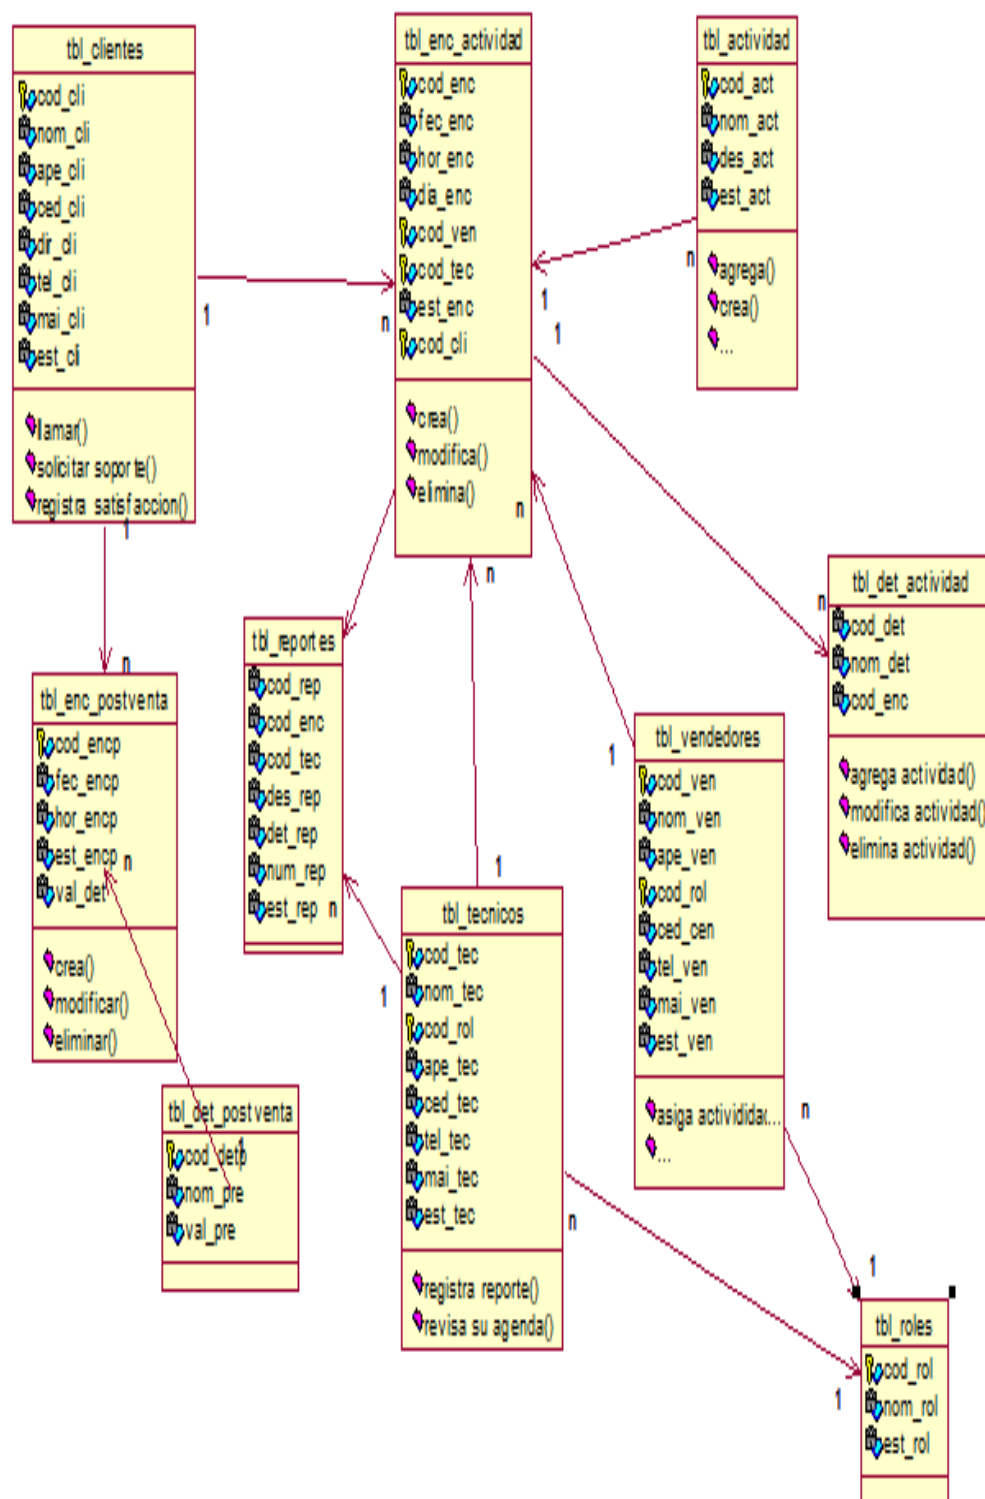 tbl_clientes
cod_cli
nom_cli
ape_cli
ced_cli
dir_cli
tel_cli
mai_cli
est_cli
llamar()
solicitar soporte()
registra satisfaccion()
1
n
1
n
tbl_enc_actividad
cod_enc
fec_enc
hor_enc
dia_enc
cod_ven
cod_tec
est_enc
cod_cli
crea()
modifica()
elimina()
1
1
n
n
tbl_actividad
cod_act
nom_act
des_act
est_act
agrega()
crea()
...
n
tbl_det_actividad
cod_det
nom_det
cod_enc
agrega actividad()
modifica actividad()
elimina actividad()
n
tbl_enc_postventa
cod_encp
fec_encp
hor_encp
est_encp
val_det
crea()
modificar()
eliminar()
n
tbl_reportes
cod_rep
cod_enc
cod_tec
des_rep
det_rep
num_rep
est_rep
n
tbl_vendedores
cod_ven
nom_ven
ape_ven
cod_rol
ced_cen
tel_ven
mai_ven
est_ven
asiga activididac...
...
1
n
tbl_tecnicos
cod_tec
nom_tec
cod_rol
ape_tec
ced_tec
tel_tec
mai_tec
est_tec
registra reporte()
revisa su agenda()
1
1
n
tbl_det_postventa
cod_detp
nom_pre
val_pre
1
tbl_roles
cod_rol
nom_rol
est_rol
1
1